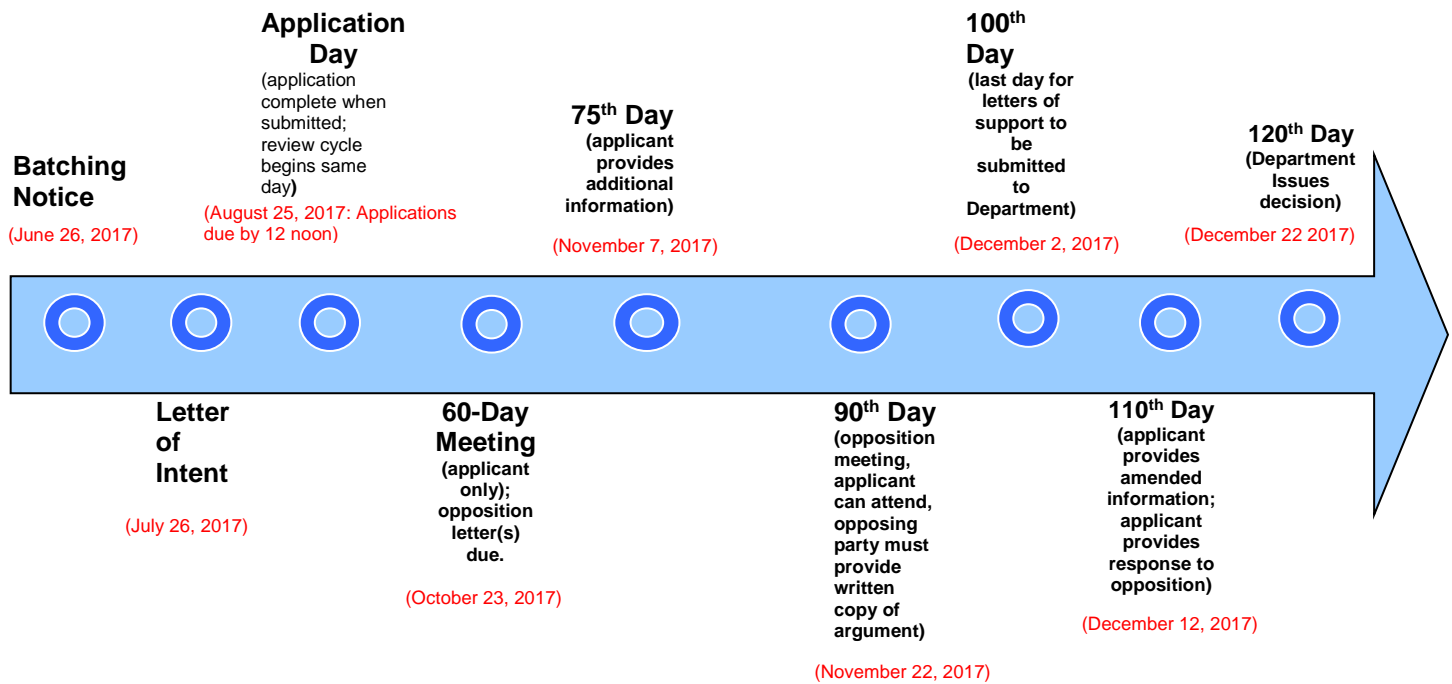 Batching
Notice
(June 26, 2017)
Letter
of
Intent
(July 26, 2017)
Application
Day
(application
complete when
submitted;
review cycle
begins same
day)
(August 25, 2017: Applications
due by 12 noon)
60-Day
Meeting
(applicant
only);
opposition
letter(s)
due.
(October 23, 2017)
75th Day
(applicant
provides
additional
information)
(November 7, 2017)
90th Day
(opposition
meeting,
applicant
can attend,
opposing
party must
provide
written
copy of
argument)
(November 22, 2017)
100th
Day
(last day for
letters of
support to
be
submitted
to
Department)
(December 2, 2017)
110th Day
(applicant
provides
amended
information;
applicant
provides
response to
opposition)
(December 12, 2017)
120th Day
(Department
Issues
decision)
(December 22 2017)